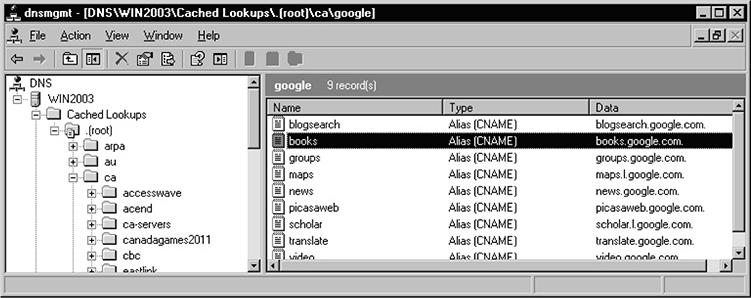 dnsmgmt - [DNS\WIN2003\Cached Lookups\.(root)\ca\google]
File Action View Window Help
DNS
WIN2003
Cached Lookups
.(root)
arpa
au
ca
accesswave
acend
ca-servers
canadagames2011
cbc
eastlink
google 9 record(s)
Name Type Data
blogsearch Alias (CNAME) blogsearch.google.com.
books Alias (CNAME) books.google.com.
groups Alias (CNAME) groups.google.com.
maps Alias (CNAME) maps.l.google.com.
news Alias (CNAME) news.google.com.
picasaweb Alias (CNAME) picasaweb.google.com.
scholar Alias (CNAME) scholar.l.google.com.
translate Alias (CNAME) translate.google.com.
video Alias (CNAME) video.google.com.